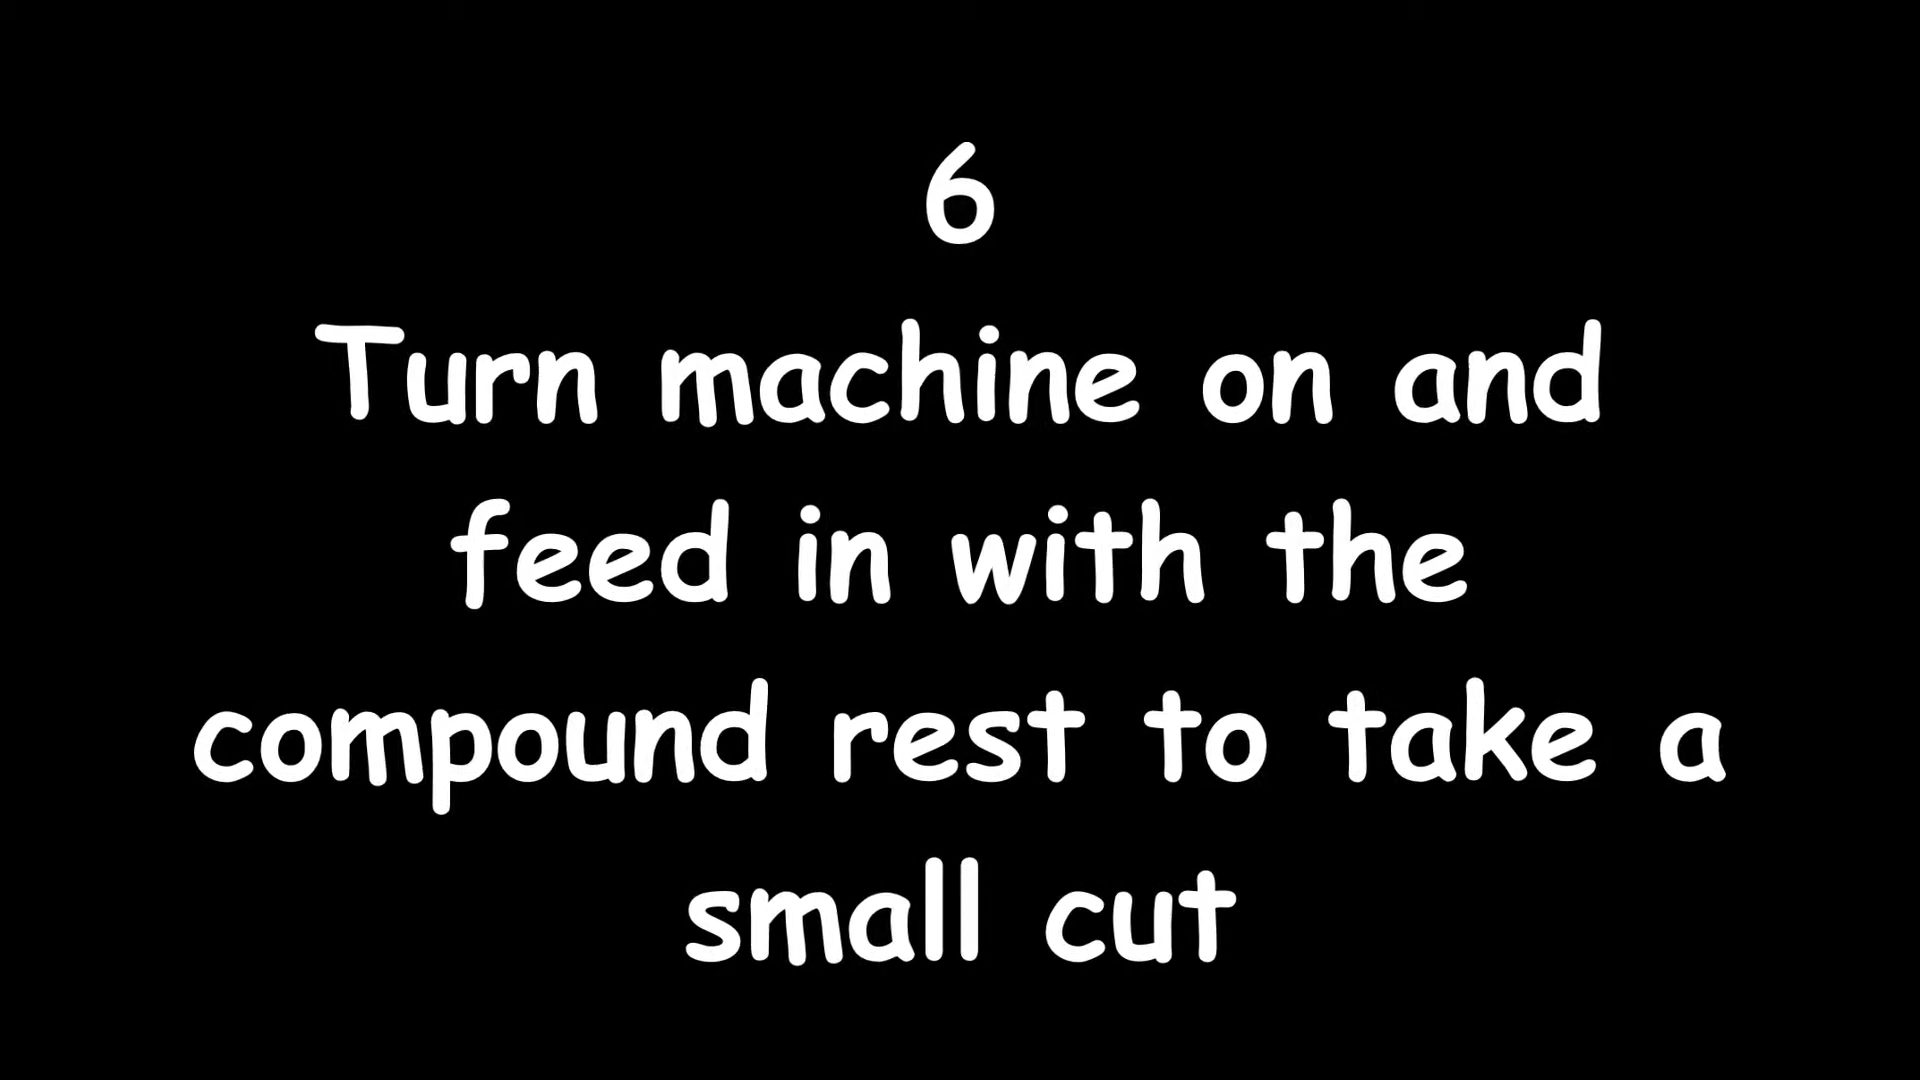 6
Turn machine on and
feed in with the
compound rest to take a
small cut